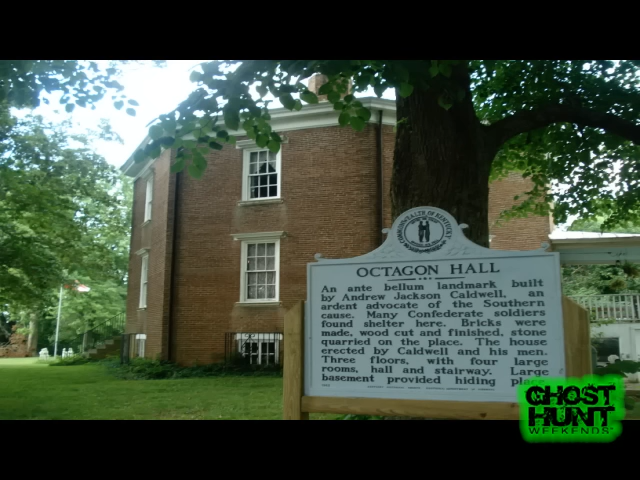 COMMONWEALTH OF KENTUCKY
OCTAGON HALL
An ante bellum landmark built
by Andrew Jackson Caldwell, an
ardent advocate of the Southern
cause. Many Confederate soldiers
found shelter here. Bricks were
made, wood cut and finished, stone
quarried on the place. The house
erected by Caldwell and his men.
Three floors, with four large
rooms, hall and stairway. Large
basement provided hiding
GHOST
HUNT
WEEKENDS